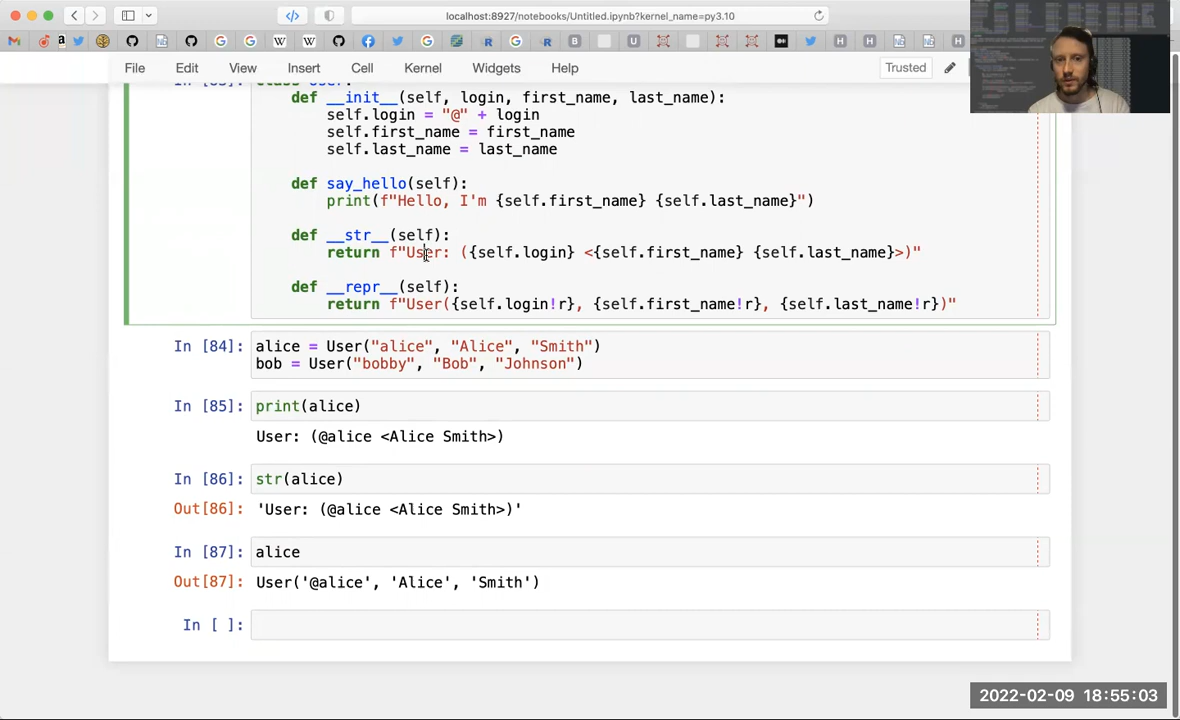 localhost:8927/notebooks/Untitled.ipynb?kernel_name=py3.10
File Edit View Insert Cell Kernel Widgets Help Trusted
def __init__(self, login, first_name, last_name):
self.login = "@" + login
self.first_name = first_name
self.last_name = last_name
def say_hello(self):
print(f"Hello, I'm {self.first_name} {self.last_name}")
def __str__(self):
return f"User: ({self.login} <{self.first_name} {self.last_name}>)"
def __repr__(self):
return f"User({self.login!r}, {self.first_name!r}, {self.last_name!r})"
In [84]: alice = User("alice", "Alice", "Smith")
bob = User("bobby", "Bob", "Johnson")
In [85]: print(alice)
User: (@alice <Alice Smith>)
In [86]: str(alice)
Out[86]: 'User: (@alice <Alice Smith>)'
In [87]: alice
Out[87]: User('@alice', 'Alice', 'Smith')
In [ ]:
2022-02-09 18:55:03